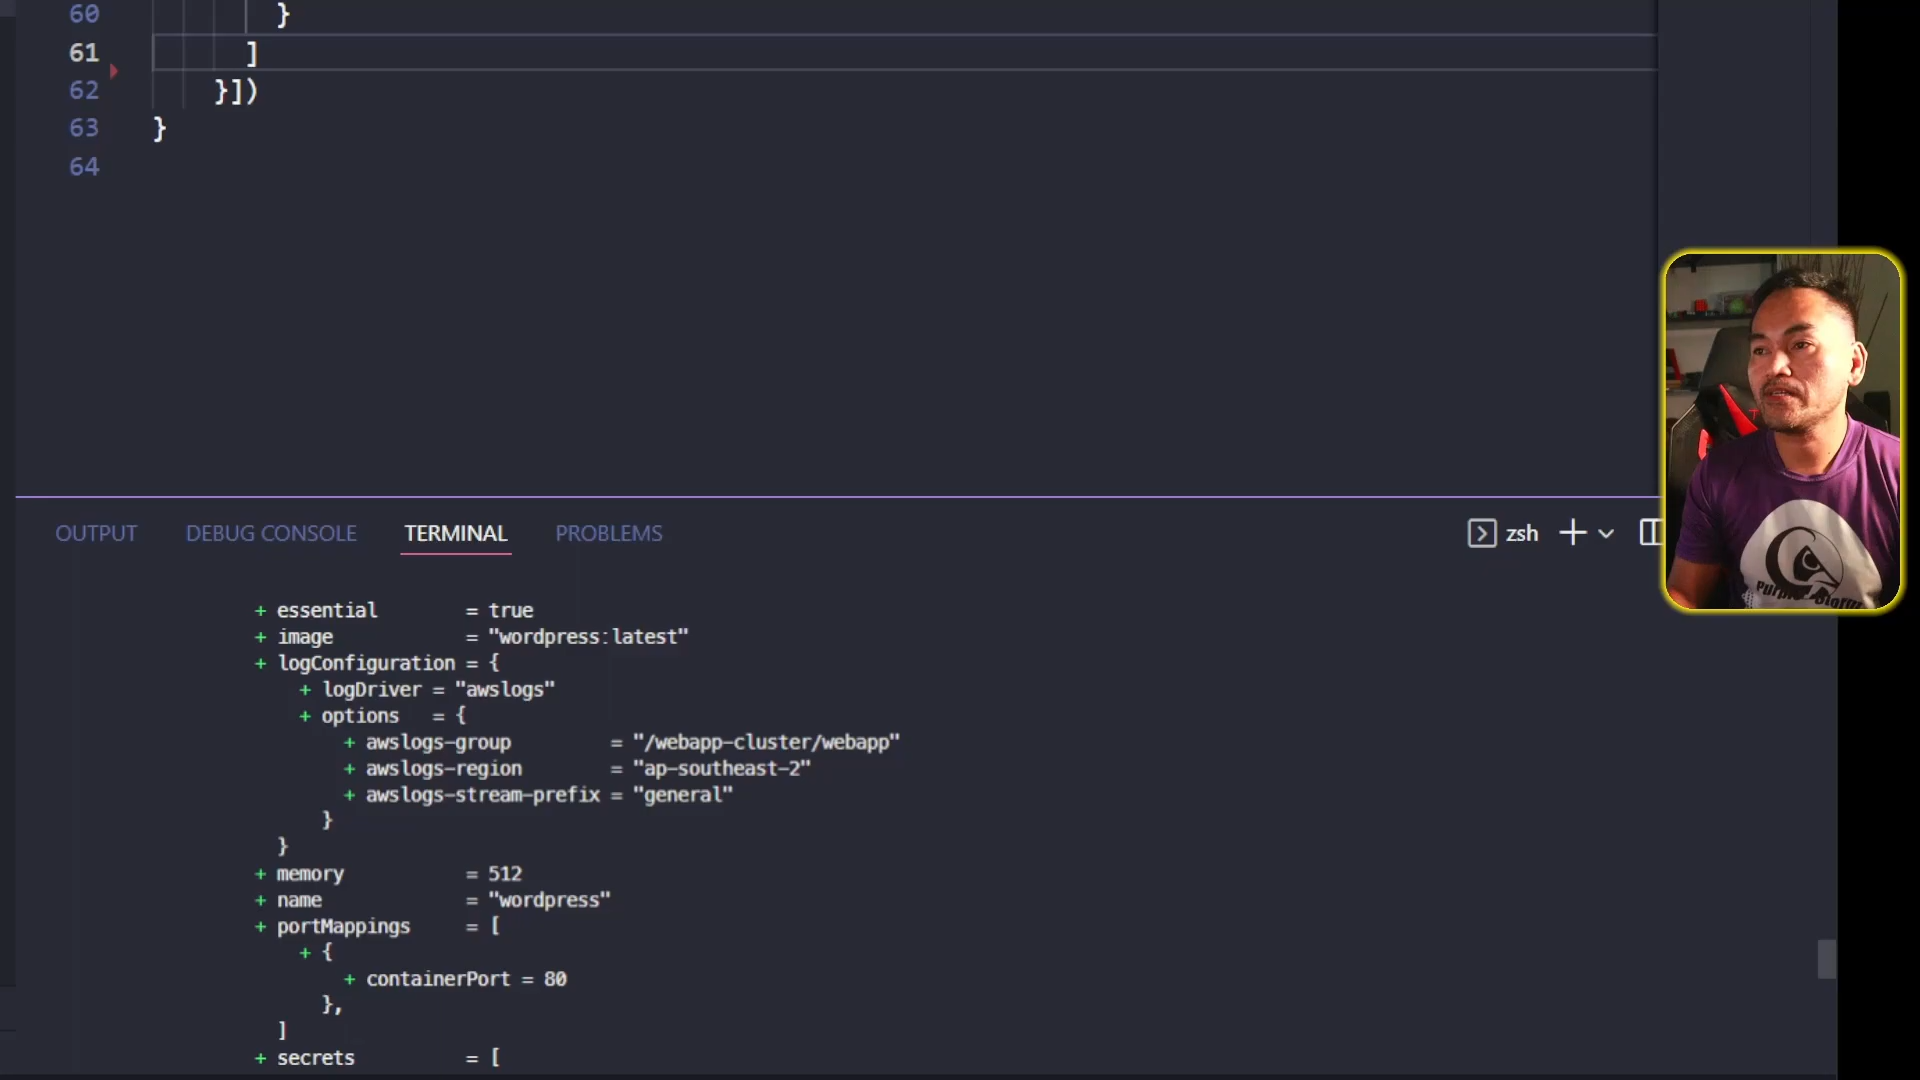 60 }
61 ]
62 }])
63 }
64
OUTPUT DEBUG CONSOLE TERMINAL PROBLEMS zsh
+ essential = true
+ image = "wordpress:latest"
+ logConfiguration = {
+ logDriver = "awslogs"
+ options = {
+ awslogs-group = "/webapp-cluster/webapp"
+ awslogs-region = "ap-southeast-2"
+ awslogs-stream-prefix = "general"
}
}
+ memory = 512
+ name = "wordpress"
+ portMappings = [
+ {
+ containerPort = 80
},
]
+ secrets = [